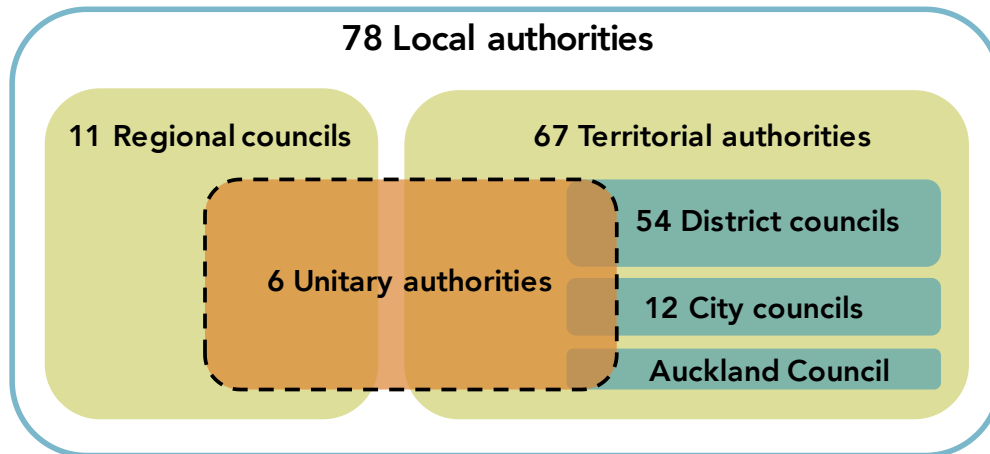 78 Local authorities
11 Regional councils
67 Territorial authorities
54 District councils
6 Unitary authorities
12 City councils
Auckland Council